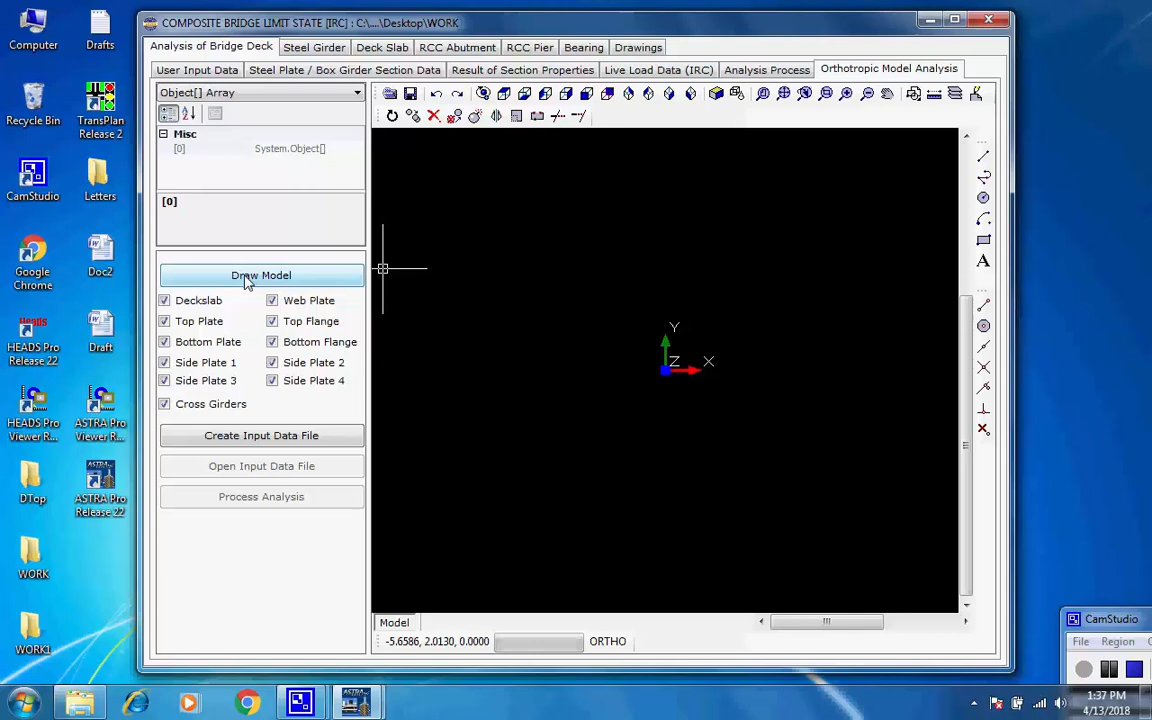 COMPOSITE BRIDGE LIMIT STATE [IRC] : C:\...\Desktop\WORK
Analysis of Bridge Deck Steel Girder Deck Slab RCC Abutment RCC Pier Bearing Drawings
User Input Data Steel Plate / Box Girder Section Data Result of Section Properties Live Load Data (IRC) Analysis Process Orthotropic Model Analysis
Object[] Array
Misc
[0] System.Object[]
[0]
Draw Model
Deckslab Web Plate
Top Plate Top Flange
Bottom Plate Bottom Flange
Side Plate 1 Side Plate 2
Side Plate 3 Side Plate 4
Cross Girders
Create Input Data File
Open Input Data File
Process Analysis
Y
Z X
A
Model
-5.6586, 2.0130, 0.0000 ORTHO
Computer Drafts
Recycle Bin TransPlan Release 2
CamStudio Letters
Google Chrome Doc2
Heads
HEADS Pro Release 22 Draft
HEADS Pro Viewer R... ASTRA Pro Viewer R...
DTop ASTRA Pro Release 22
WORK
WORK1
CamStudio
File Region
ASTRA
1:37 PM
4/13/2018